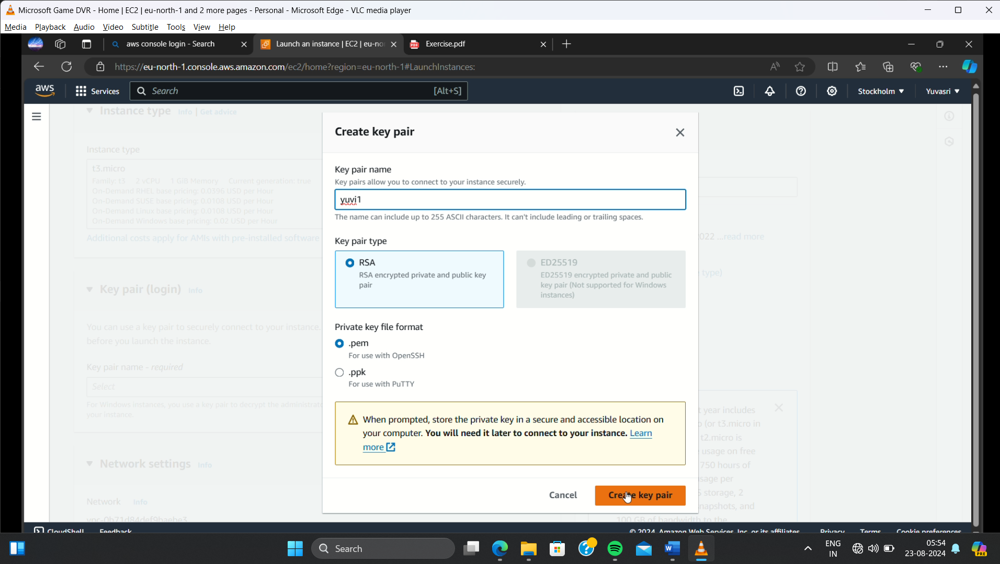 Microsoft Game DVR - Home | EC2 | eu-north-1 and 2 more pages - Personal - Microsoft Edge - VLC media player
Media Playback Audio Video Subtitle Tools View Help
aws console login - Search
Launch an instance | EC2 | eu-no
PDF Exercise.pdf
https://eu-north-1.console.aws.amazon.com/ec2/home?region=eu-north-1#LaunchInstances:
aws Services Search [Alt+S] Stockholm Yuvasri
Instance type Info | Get advice
Instance type
t3.micro
Family: t3 2 vCPU 1 GiB Memory Current generation: true
On-Demand RHEL base pricing: 0.0396 USD per Hour
On-Demand SUSE base pricing: 0.0108 USD per Hour
On-Demand Linux base pricing: 0.0108 USD per Hour
On-Demand Windows base pricing: 0.02 USD per Hour
Additional costs apply for AMIs with pre-installed software
Key pair (login) Info
You can use a key pair to securely connect to your instance.
before you launch the instance.
Key pair name - required
Select
For Windows instances, you use a key pair to decrypt the administrat
your instance.
Network settings Info
Network Info
vpc-0b71d84def9baebe3
Create key pair
Key pair name
Key pairs allow you to connect to your instance securely.
yuvi1
The name can include up to 255 ASCII characters. It can't include leading or trailing spaces.
Key pair type
RSA
RSA encrypted private and public key
pair
ED25519
ED25519 encrypted private and public
key pair (Not supported for Windows
instances)
Private key file format
.pem
For use with OpenSSH
.ppk
For use with PuTTY
When prompted, store the private key in a secure and accessible location on
your computer. You will need it later to connect to your instance. Learn
more
Cancel Create key pair
022 ...read more
type)
year includes
(or t3.micro in
t2.micro is
usage on free
750 hours of
usage per
storage, 2
snapshots, and
100 GB of bandwidth to the
CloudShell Feedback
© 2024, Amazon Web Services, Inc. or its affiliates. Privacy Terms Cookie preferences
Search
ENG
IN
05:54
23-08-2024
PRE